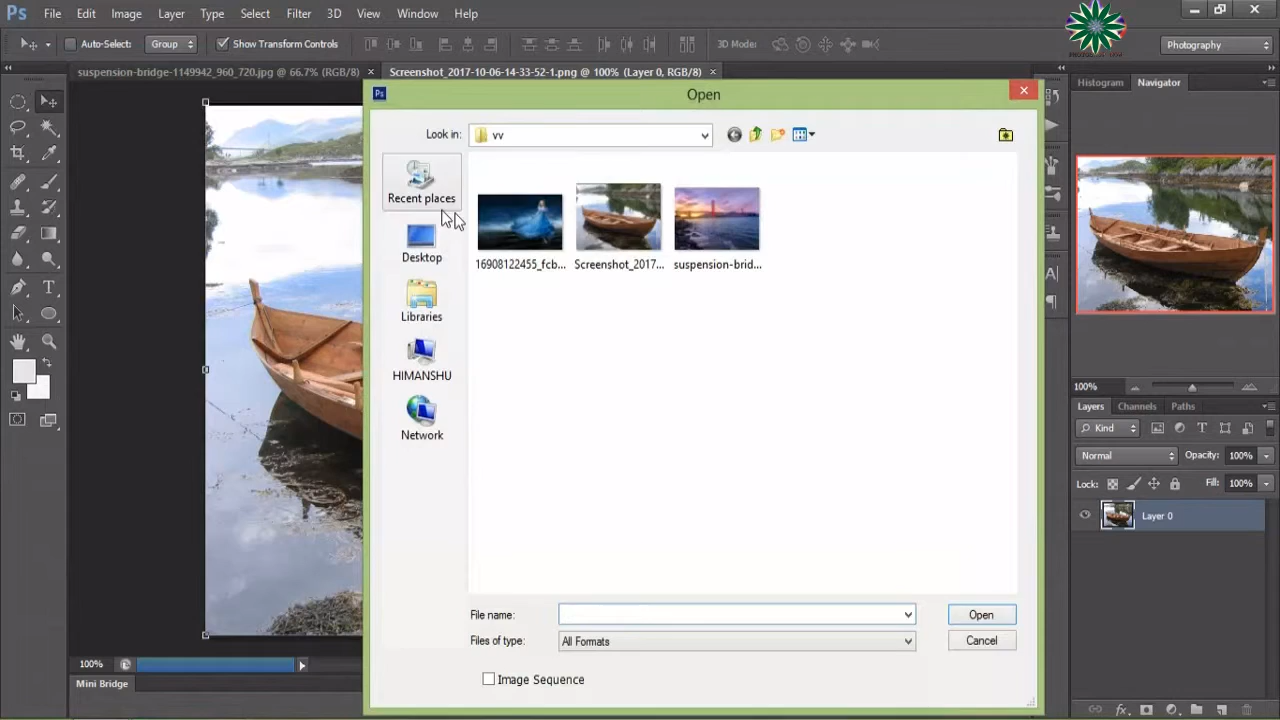 Ps File Edit Image Layer Type Select Filter 3D View Window Help
Auto-Select: Group Show Transform Controls 3D Mode: Photography
suspension-bridge-1149942_960_720.jpg @ 66.7% (RGB/8) × Screenshot_2017-10-06-14-33-52-1.png @ 100% (Layer 0, RGB/8) ×
Histogram Navigator
Ps Open
Look in: vv
Recent places
Desktop
Libraries
HIMANSHU
Network
16908122455_fcb... Screenshot_2017... suspension-brid...
File name: Open
Files of type: All Formats Cancel
Image Sequence
100%
Layers Channels Paths
Kind
Normal Opacity: 100%
Lock: Fill: 100%
Layer 0
100%
Mini Bridge